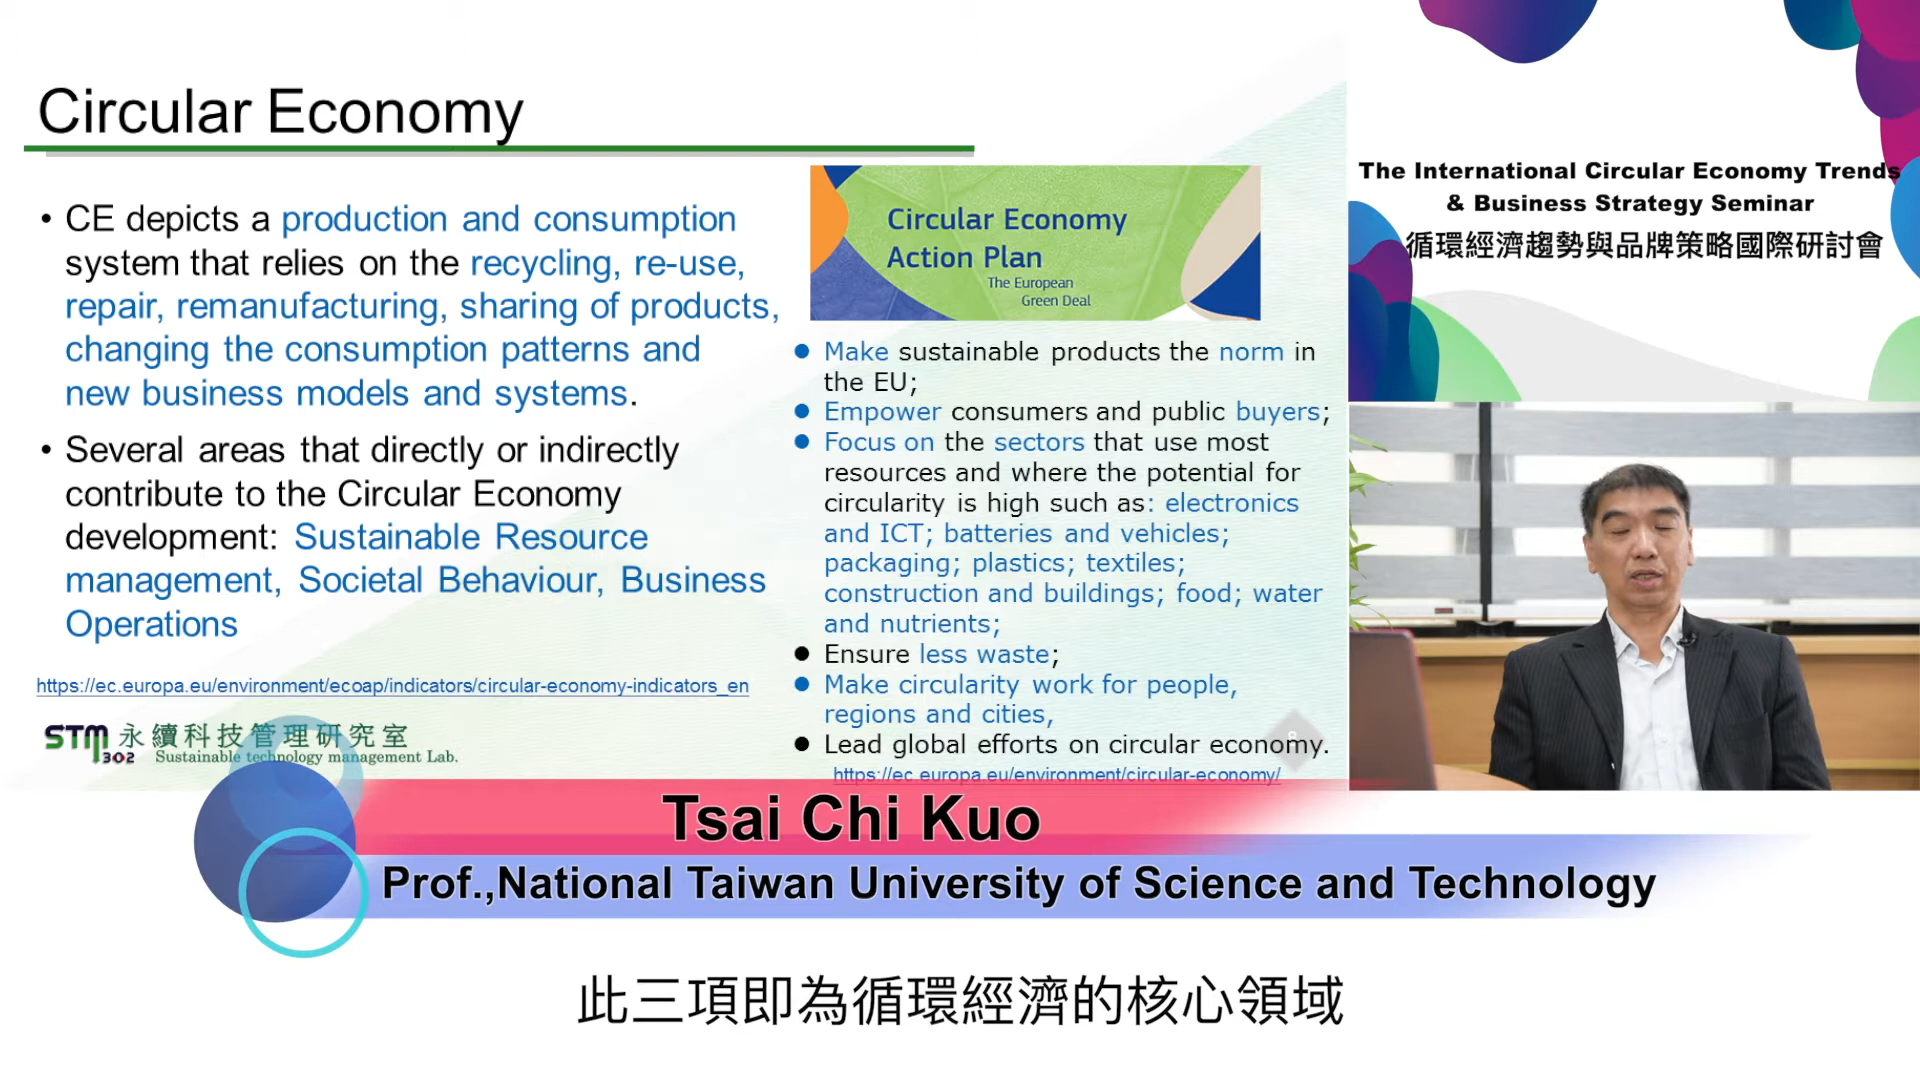 Circular Economy
• CE depicts a production and consumption
system that relies on the recycling, re-use,
repair, remanufacturing, sharing of products,
changing the consumption patterns and
new business models and systems.
• Several areas that directly or indirectly
contribute to the Circular Economy
development: Sustainable Resource
management, Societal Behaviour, Business
Operations
https://ec.europa.eu/environment/ecoap/indicators/circular-economy-indicators_en
STM 302 永續科技管理研究室
Sustainable technology management Lab.
Circular Economy
Action Plan
The European
Green Deal
● Make sustainable products the norm in
the EU;
● Empower consumers and public buyers;
● Focus on the sectors that use most
resources and where the potential for
circularity is high such as: electronics
and ICT; batteries and vehicles;
packaging; plastics; textiles;
construction and buildings; food; water
and nutrients;
● Ensure less waste;
● Make circularity work for people,
regions and cities,
● Lead global efforts on circular economy.
https://ec.europa.eu/environment/circular-economy/
8
The International Circular Economy Trends
& Business Strategy Seminar
循環經濟趨勢與品牌策略國際研討會
Tsai Chi Kuo
Prof.,National Taiwan University of Science and Technology
此三項即為循環經濟的核心領域